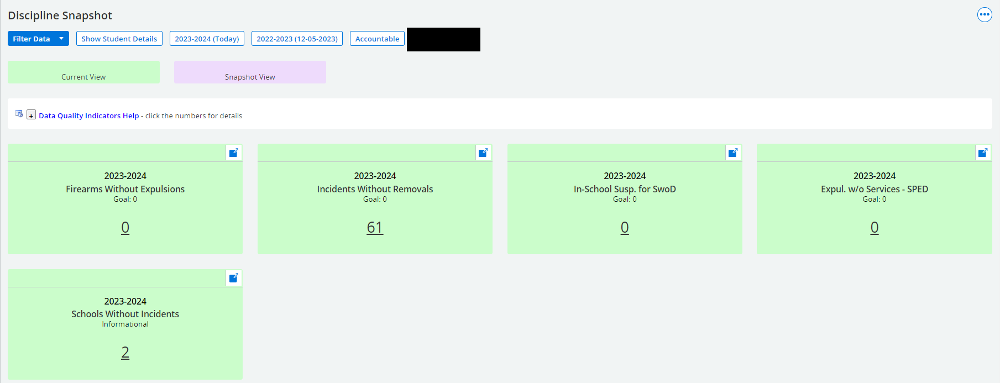 Discipline Snapshot
Filter Data
Show Student Details
2023-2024 (Today)
2022-2023 (12-05-2023)
Accountable
Current View
Snapshot View
+ Data Quality Indicators Help - click the numbers for details
2023-2024
Firearms Without Expulsions
Goal: 0
0
2023-2024
Incidents Without Removals
Goal: 0
61
2023-2024
In-School Susp. for SwoD
Goal: 0
0
2023-2024
Expul. w/o Services - SPED
Goal: 0
0
2023-2024
Schools Without Incidents
Informational
2